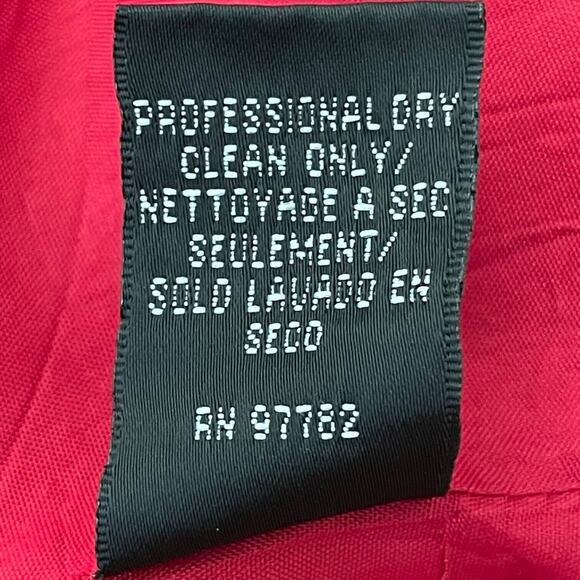 PROFESSIONAL DRY
CLEAN ONLY/
NETTOYAGE A SEC
SEULEMENT/
SOLO LAVADO EN
SECO
RN 97782